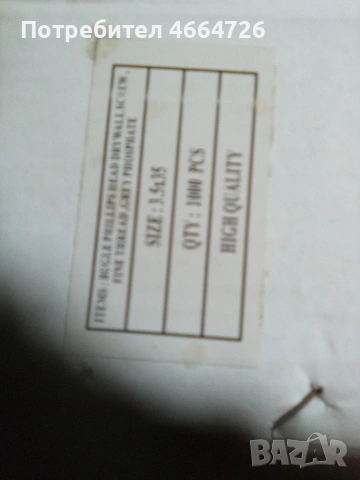 Потребител 4664726
ITEMS : BUGLE PHILLIPS HEAD DRYWALL SCREW ,
FINE THREAD ,GREY PHOSPHATE
SIZE : 3.5x35
QTY : 1000 PCS
HIGH QUALITY
BAZAR